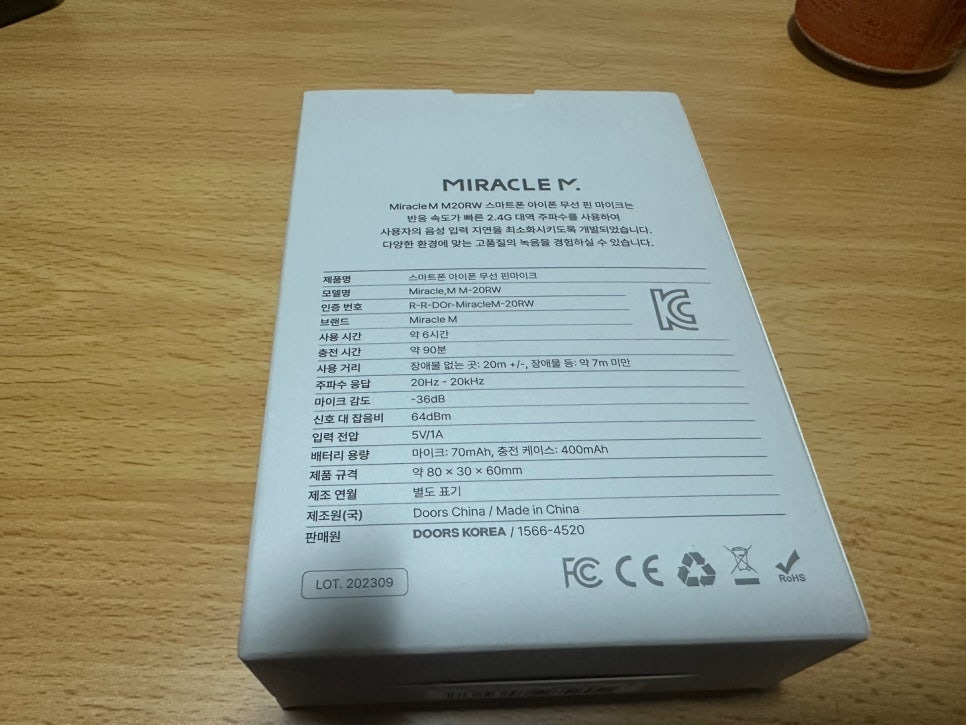 MIRACLE M.
Miracle M M20RW 스마트폰 아이폰 무선 핀 마이크는
반응 속도가 빠른 2.4G 대역 주파수를 사용하여
사용자의 음성 입력 지연을 최소화시키도록 개발되었습니다.
다양한 환경에 맞는 고품질의 녹음을 경험하실 수 있습니다.
제품명 스마트폰 아이폰 무선 핀마이크
모델명 Miracle,M M-20RW
인증 번호 R-R-DOr-MiracleM-20RW
브랜드 Miracle M
사용 시간 약 6시간
충전 시간 약 90분
사용 거리 장애물 없는 곳: 20m +/-, 장애물 등: 약 7m 미만
주파수 응답 20Hz - 20kHz
마이크 감도 -36dB
신호 대 잡음비 64dBm
입력 전압 5V/1A
배터리 용량 마이크: 70mAh, 충전 케이스: 400mAh
제품 규격 약 80 × 30 × 60mm
제조 연월 별도 표기
제조원(국) Doors China / Made in China
판매원 DOORS KOREA / 1566-4520
LOT. 202309
FC CE RoHS
KC